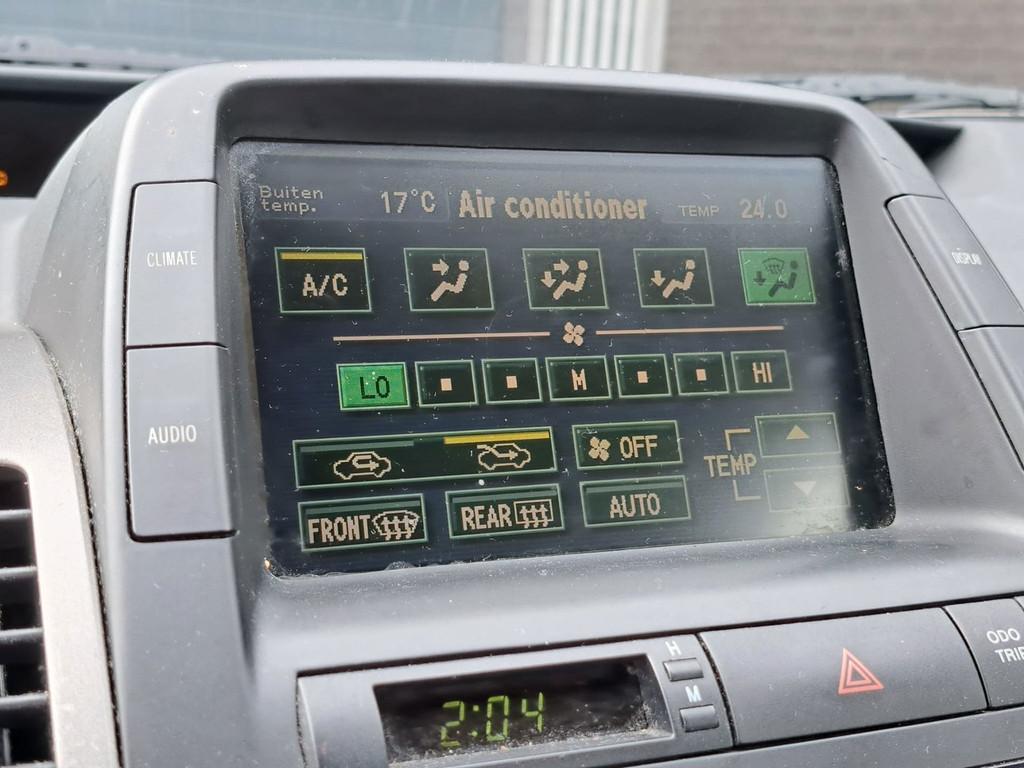 Buiten temp. 17°C Air conditioner TEMP 24.0
CLIMATE
DISPLAY
A/C
LO M HI
AUDIO
OFF
TEMP
FRONT REAR AUTO
H
M
2:04
ODO
TRIP